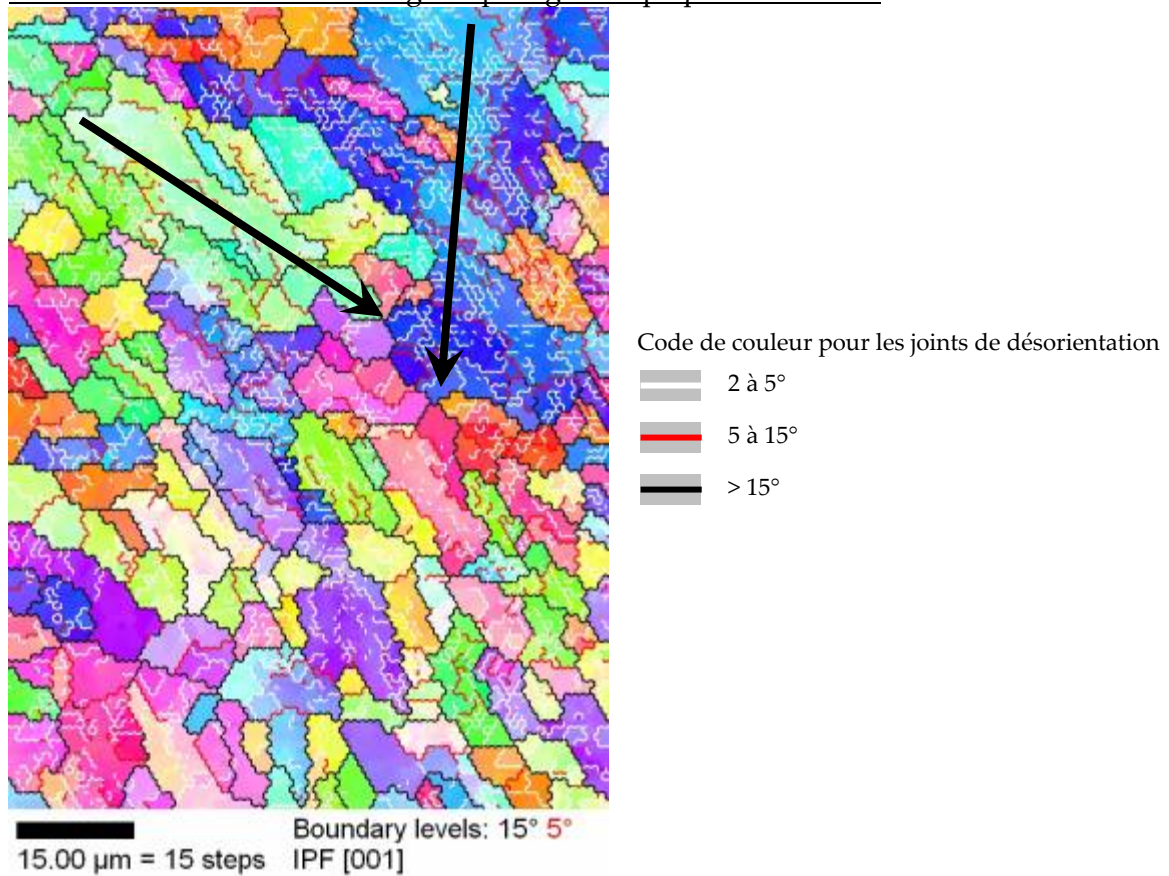 Code de couleur pour les joints de désorientation
2 à 5°
5 à 15°
> 15°
Boundary levels: 15° 5°
15.00 µm = 15 steps IPF [001]